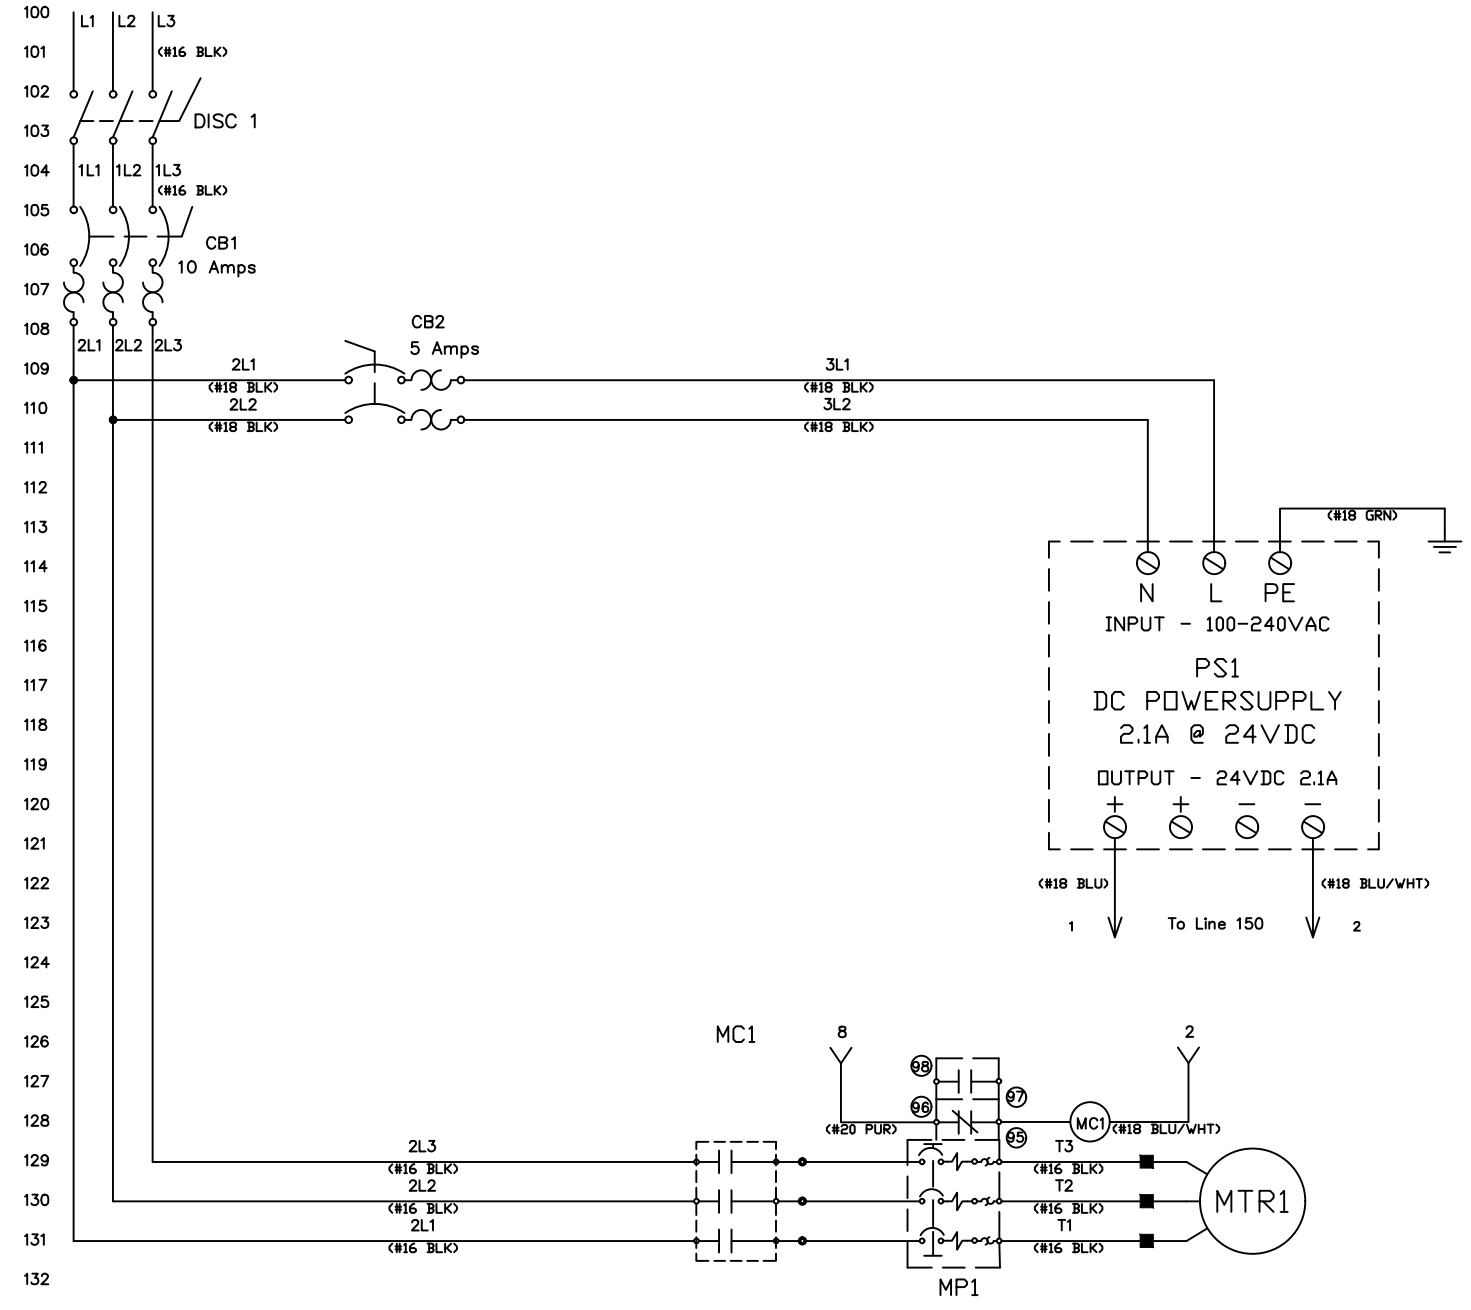 100
L1 L2 L3
101
(#16 BLK)
102
DISC 1
103
104
1L1 1L2 1L3
(#16 BLK)
105
106
CB1
10 Amps
107
108
CB2
5 Amps
2L1 2L2 2L3
109
2L1
(#18 BLK)
3L1
(#18 BLK)
110
2L2
(#18 BLK)
3L2
(#18 BLK)
111
112
113
(#18 GRN)
114
N L PE
115
INPUT - 100-240VAC
116
PS1
117
DC POWERSUPPLY
118
2.1A @ 24VDC
119
OUTPUT - 24VDC 2.1A
120
+ + - -
121
122
(#18 BLU) (#18 BLU/WHT)
123
1 To Line 150 2
124
125
126
MC1 8 2
127
98
97
128
96
(#20 PUR)
MC1
(#18 BLU/WHT)
95
129
2L3
(#16 BLK)
T3
(#16 BLK)
130
2L2
(#16 BLK)
T2
(#16 BLK)
MTR1
131
2L1
(#16 BLK)
T1
(#16 BLK)
132
MP1